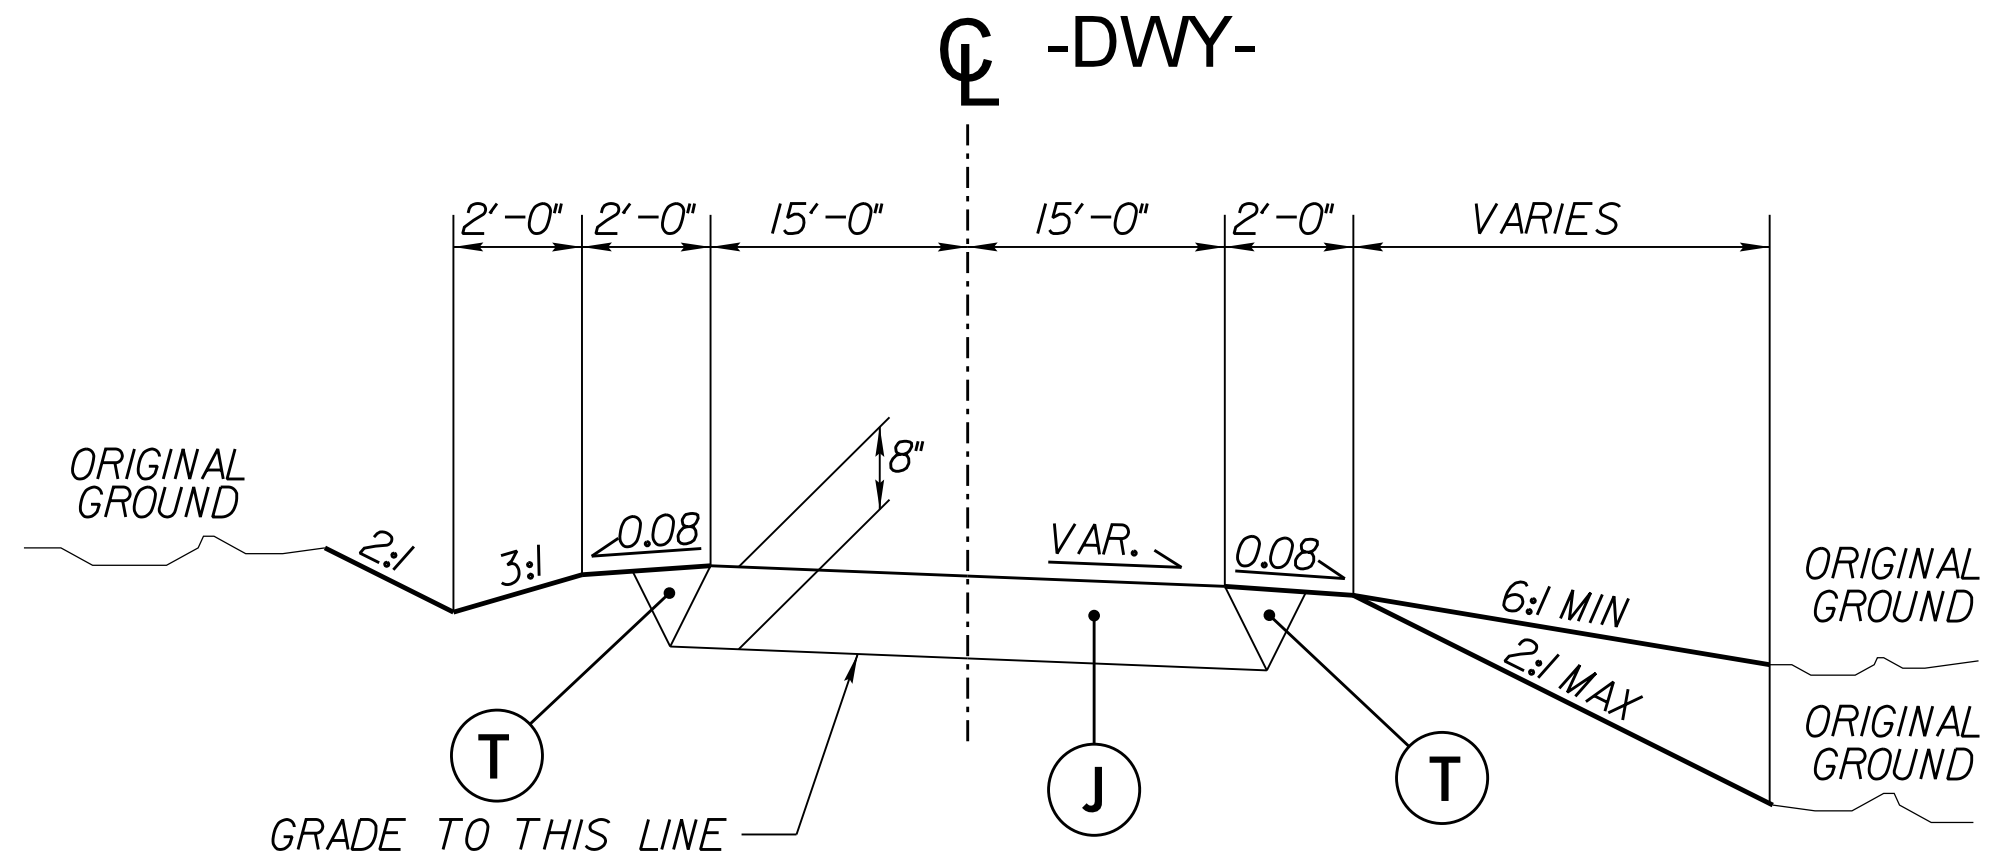 CL -DWY-
2'-0" 2'-0" 15'-0" 15'-0" 2'-0" VARIES
8"
ORIGINAL
GROUND
2:1
3:1
0.08
VAR.
0.08
6:1 MIN
2:1 MAX
ORIGINAL
GROUND
ORIGINAL
GROUND
T
J
T
GRADE TO THIS LINE